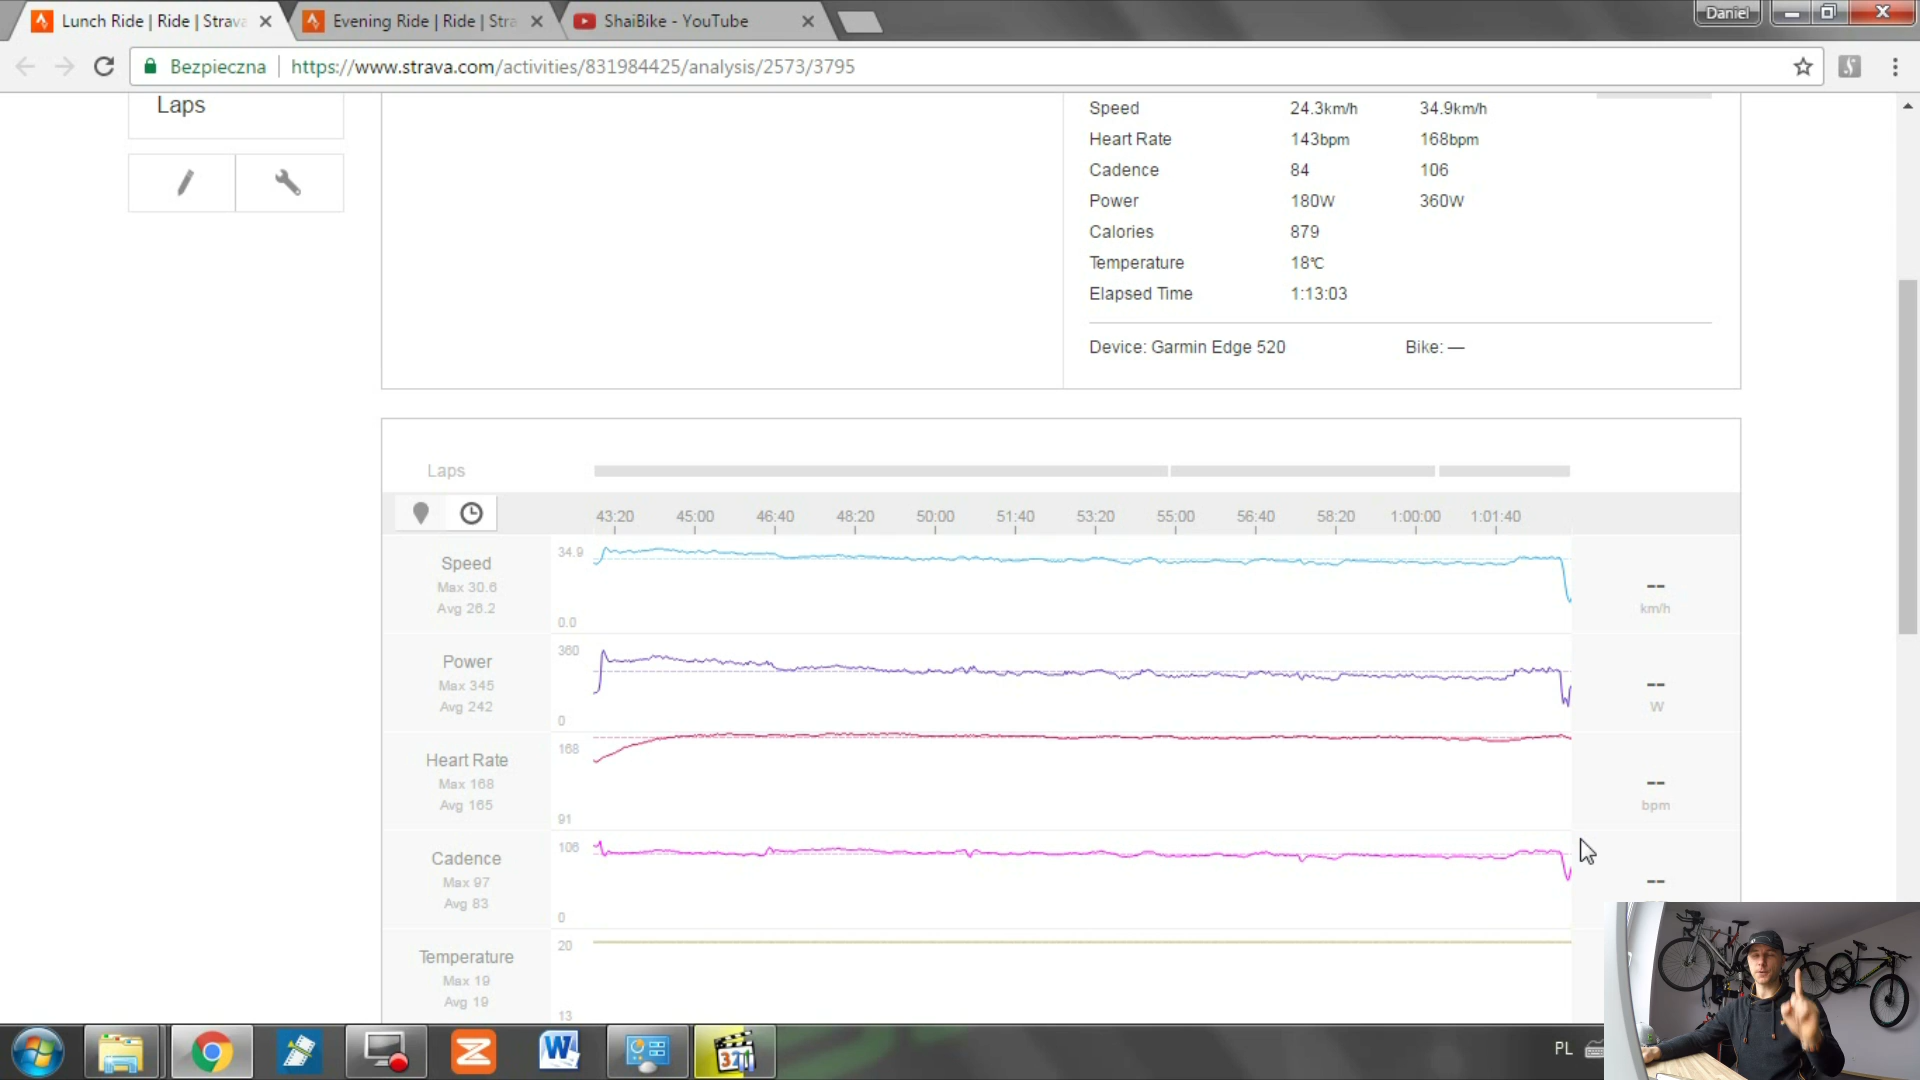 Lunch Ride | Ride | Strava
Evening Ride | Ride | Stra
ShaiBike - YouTube
Daniel
Bezpieczna
https://www.strava.com/activities/831984425/analysis/2573/3795
Laps
Speed 24.3km/h 34.9km/h
Heart Rate 143bpm 168bpm
Cadence 84 106
Power 180W 360W
Calories 879
Temperature 18℃
Elapsed Time 1:13:03
Device: Garmin Edge 520 Bike: —
Laps
43:20 45:00 46:40 48:20 50:00 51:40 53:20 55:00 56:40 58:20 1:00:00 1:01:40
Speed
Max 30.6
Avg 26.2
34.9
0.0
--
km/h
Power
Max 345
Avg 242
360
0
--
W
Heart Rate
Max 168
Avg 165
168
91
--
bpm
Cadence
Max 97
Avg 83
106
0
--
Temperature
Max 19
Avg 19
20
13
W
321
PL